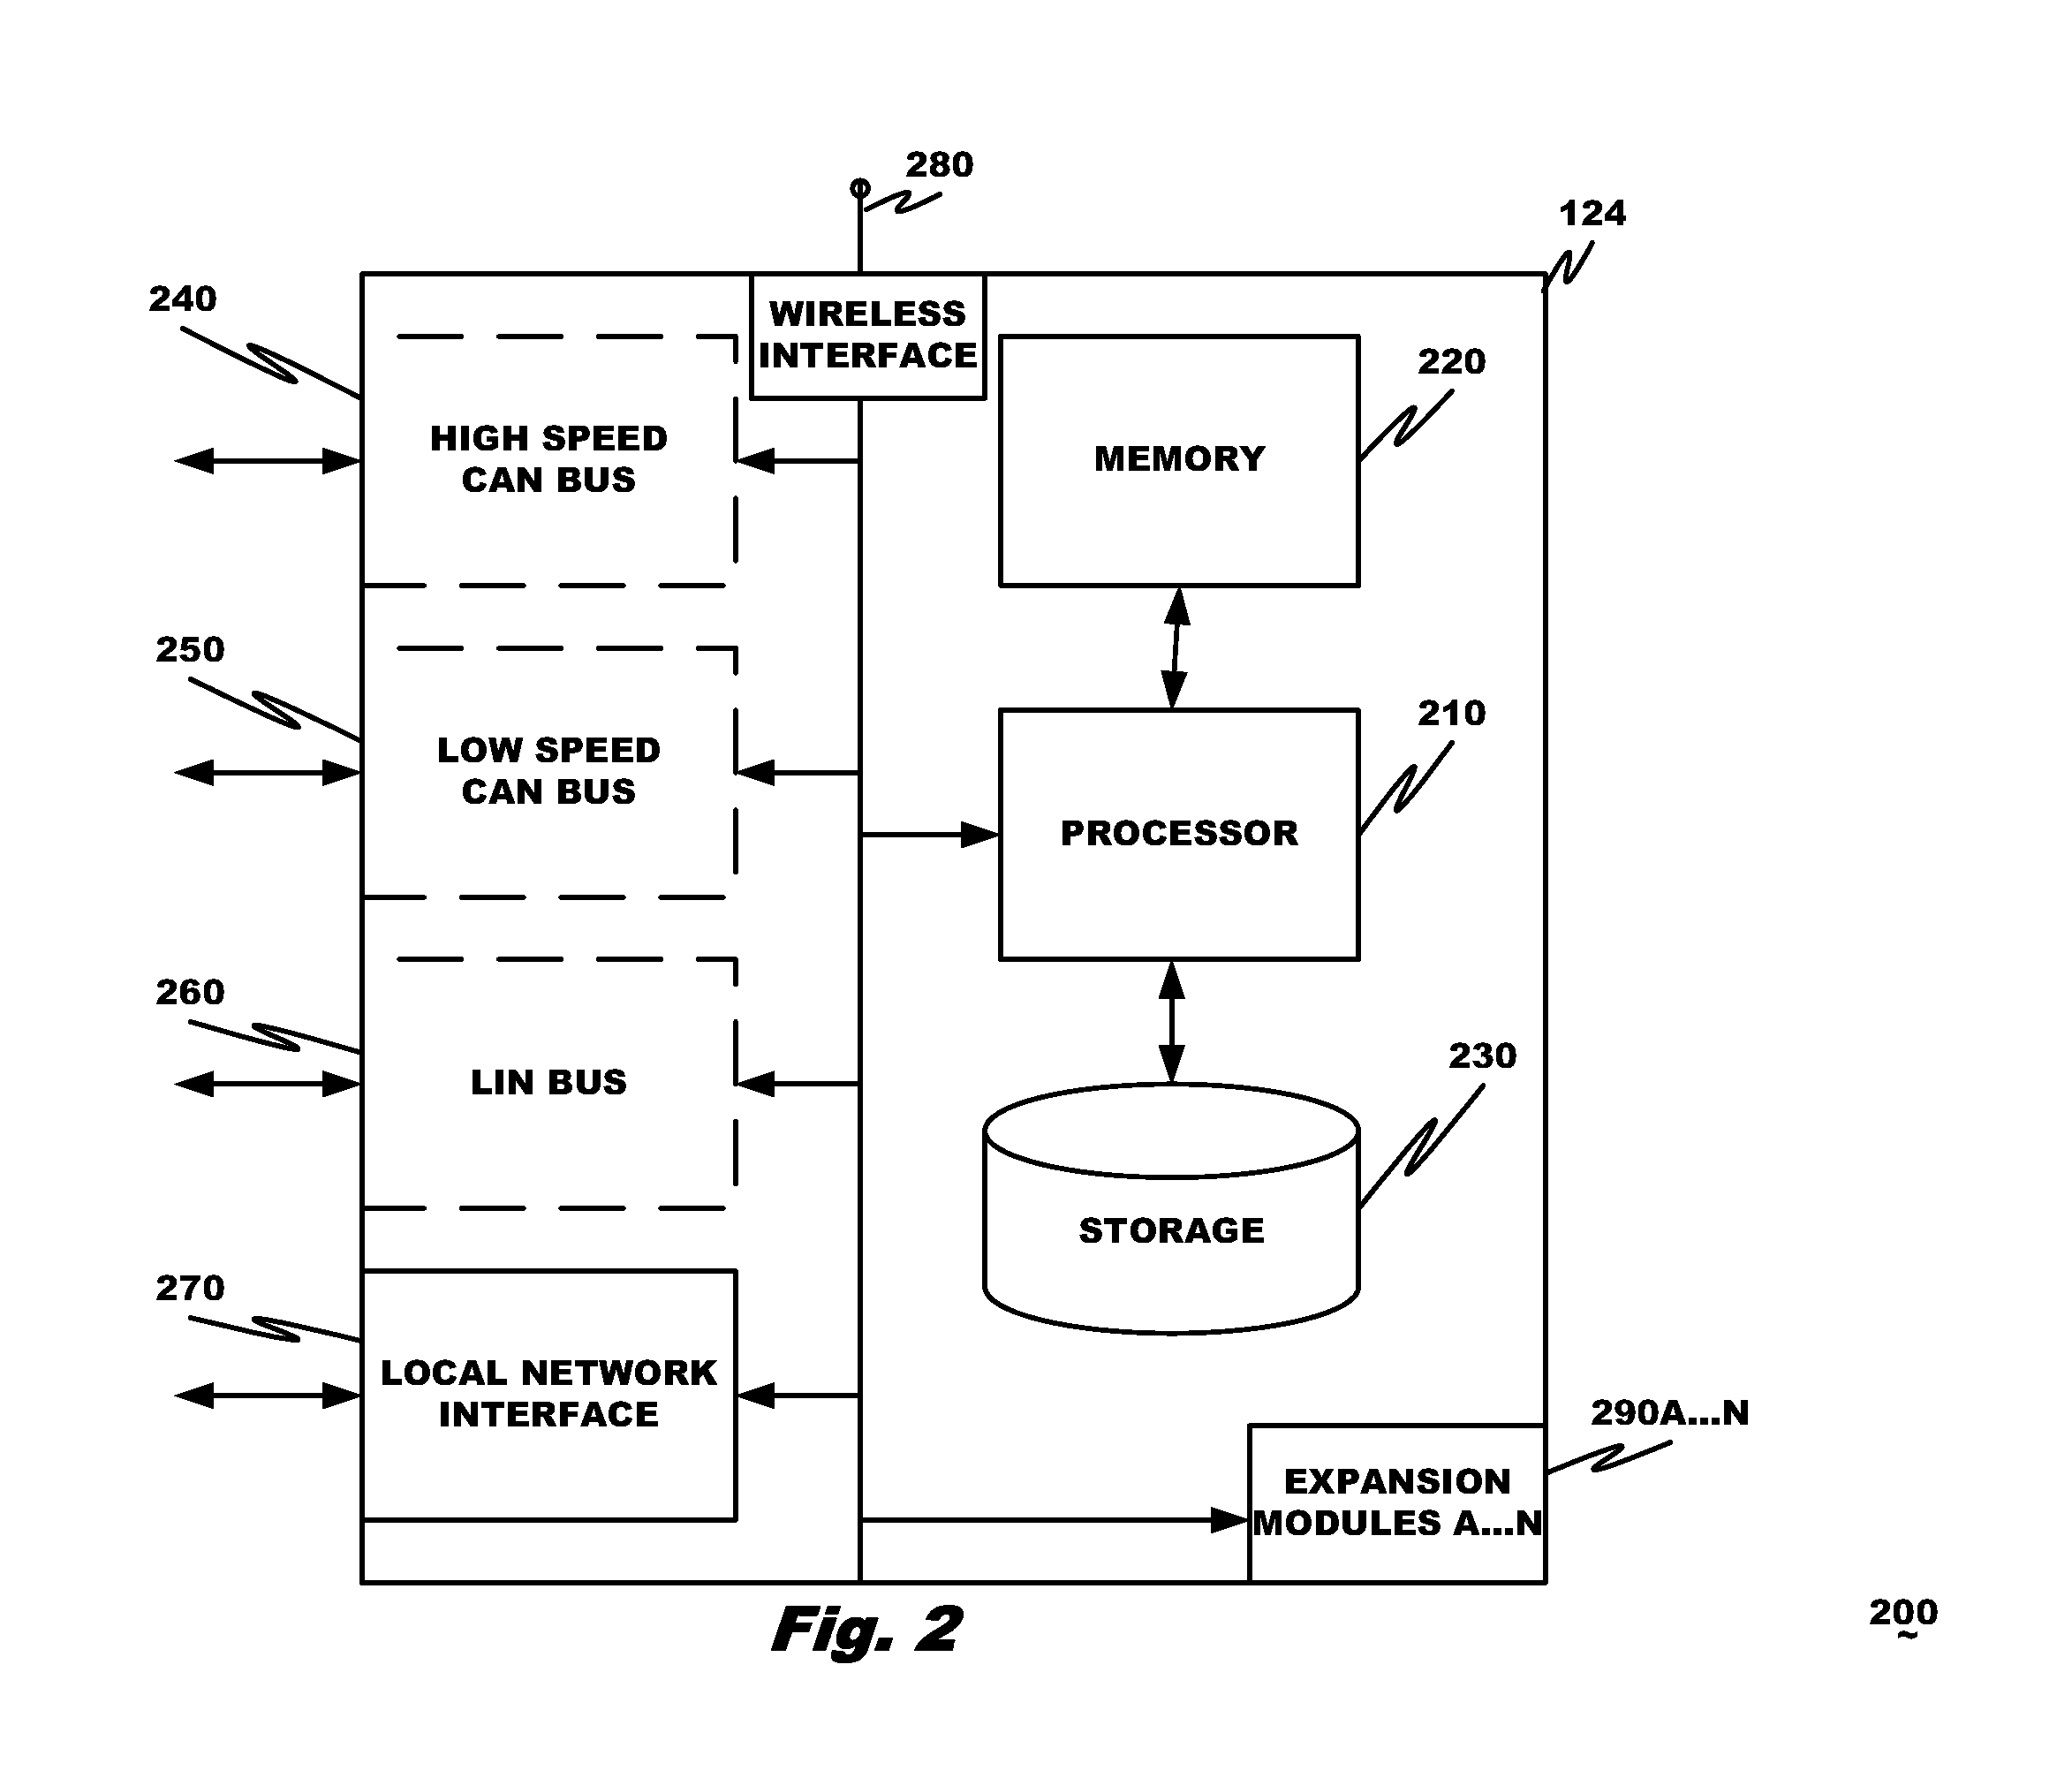 280
124
240
WIRELESS
INTERFACE
220
HIGH SPEED
CAN BUS
MEMORY
250
210
LOW SPEED
CAN BUS
PROCESSOR
260
230
LIN BUS
STORAGE
270
LOCAL NETWORK
INTERFACE
290A...N
EXPANSION
MODULES A...N
Fig. 2
200